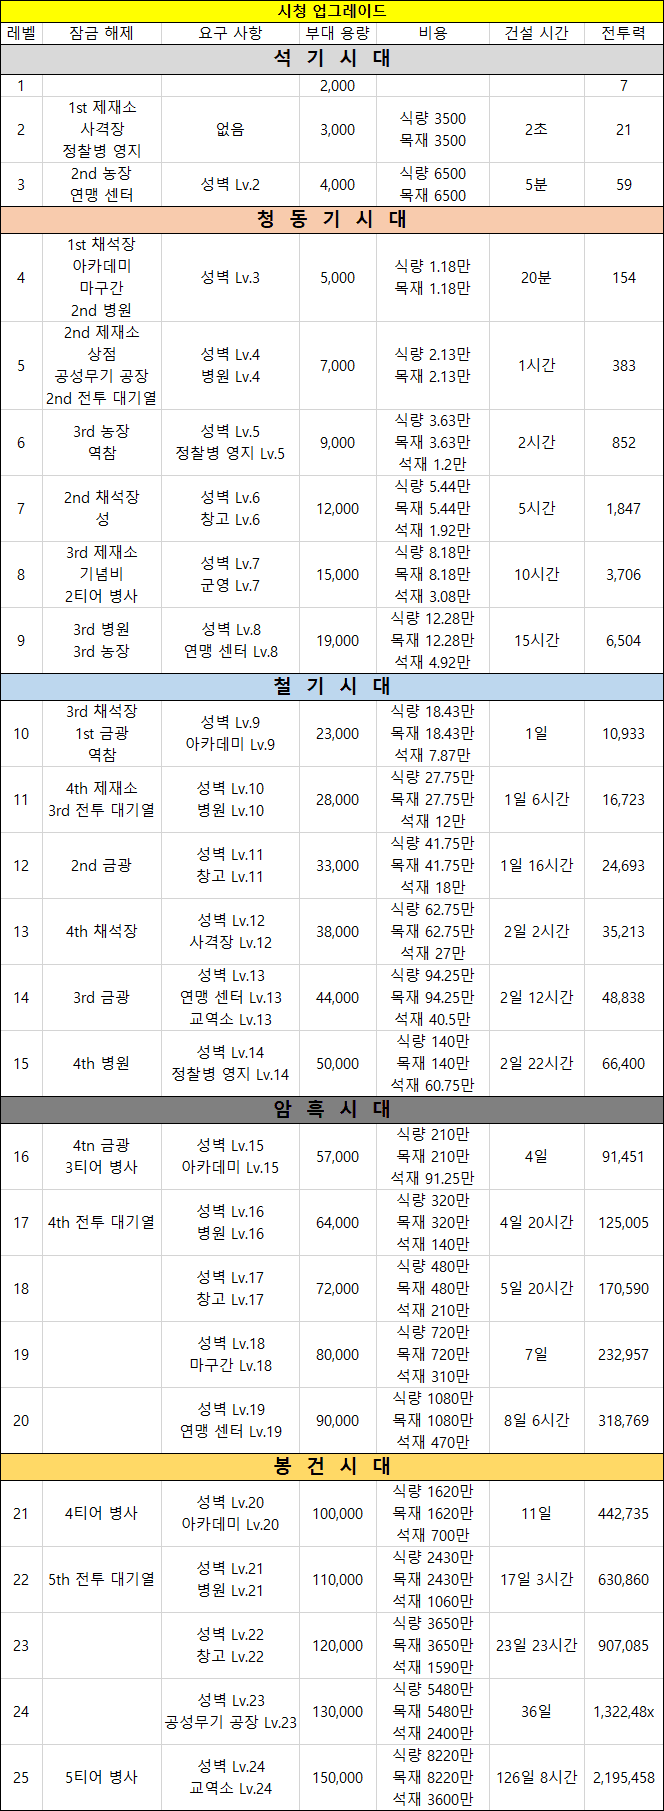 시청 업그레이드
레벨 잠금 해제 요구 사항 부대 용량 비용 건설 시간 전투력
석 기 시 대
1 2,000 7
1st 제재소
사격장
정찰병 영지
2 없음 3,000 식량 3500
목재 3500
2초 21
2nd 농장
연맹 센터
3 성벽 Lv.2 4,000 식량 6500
목재 6500
5분 59
청 동 기 시 대
1st 채석장
아카데미
마구간
2nd 병원
4 성벽 Lv.3 5,000 식량 1.18만
목재 1.18만
20분 154
2nd 제재소
상점
공성무기 공장
2nd 전투 대기열
5 성벽 Lv.4
병원 Lv.4
7,000 식량 2.13만
목재 2.13만
1시간 383
6 3rd 농장
역참
성벽 Lv.5
정찰병 영지 Lv.5
9,000 식량 3.63만
목재 3.63만
석재 1.2만
2시간 852
7 2nd 채석장
성
성벽 Lv.6
창고 Lv.6
12,000 식량 5.44만
목재 5.44만
석재 1.92만
5시간 1,847
8 3rd 제재소
기념비
2티어 병사
성벽 Lv.7
군영 Lv.7
15,000 식량 8.18만
목재 8.18만
석재 3.08만
10시간 3,706
9 3rd 병원
3rd 농장
성벽 Lv.8
연맹 센터 Lv.8
19,000 식량 12.28만
목재 12.28만
석재 4.92만
15시간 6,504
철 기 시 대
10 3rd 채석장
1st 금광
역참
성벽 Lv.9
아카데미 Lv.9
23,000 식량 18.43만
목재 18.43만
석재 7.87만
1일 10,933
11 4th 제재소
3rd 전투 대기열
성벽 Lv.10
병원 Lv.10
28,000 식량 27.75만
목재 27.75만
석재 12만
1일 6시간 16,723
12 2nd 금광 성벽 Lv.11
창고 Lv.11
33,000 식량 41.75만
목재 41.75만
석재 18만
1일 16시간 24,693
13 4th 채석장 성벽 Lv.12
사격장 Lv.12
38,000 식량 62.75만
목재 62.75만
석재 27만
2일 2시간 35,213
14 3rd 금광 성벽 Lv.13
연맹 센터 Lv.13
교역소 Lv.13
44,000 식량 94.25만
목재 94.25만
석재 40.5만
2일 12시간 48,838
15 4th 병원 성벽 Lv.14
정찰병 영지 Lv.14
50,000 식량 140만
목재 140만
석재 60.75만
2일 22시간 66,400
암 흑 시 대
16 4tn 금광
3티어 병사
성벽 Lv.15
아카데미 Lv.15
57,000 식량 210만
목재 210만
석재 91.25만
4일 91,451
17 4th 전투 대기열 성벽 Lv.16
병원 Lv.16
64,000 식량 320만
목재 320만
석재 140만
4일 20시간 125,005
18 성벽 Lv.17
창고 Lv.17
72,000 식량 480만
목재 480만
석재 210만
5일 20시간 170,590
19 성벽 Lv.18
마구간 Lv.18
80,000 식량 720만
목재 720만
석재 310만
7일 232,957
20 성벽 Lv.19
연맹 센터 Lv.19
90,000 식량 1080만
목재 1080만
석재 470만
8일 6시간 318,769
봉 건 시 대
21 4티어 병사 성벽 Lv.20
아카데미 Lv.20
100,000 식량 1620만
목재 1620만
석재 700만
11일 442,735
22 5th 전투 대기열 성벽 Lv.21
병원 Lv.21
110,000 식량 2430만
목재 2430만
석재 1060만
17일 3시간 630,860
23 성벽 Lv.22
창고 Lv.22
120,000 식량 3650만
목재 3650만
석재 1590만
23일 23시간 907,085
24 성벽 Lv.23
공성무기 공장 Lv.23
130,000 식량 5480만
목재 5480만
석재 2400만
36일 1,322,48x
25 5티어 병사 성벽 Lv.24
교역소 Lv.24
150,000 식량 8220만
목재 8220만
석재 3600만
126일 8시간 2,195,458